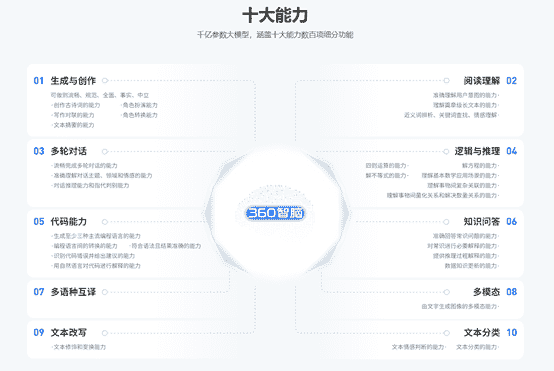 十大能力
千亿参数大模型，涵盖十大能力数百项细分功能
01 生成与创作
可做到流畅、规范、全面、事实、中立
·创作古诗词的能力 ·角色扮演能力
·写作对联的能力 ·角色转换能力
·文本摘要的能力
阅读理解 02
准确理解用户意图的能力·
理解篇章级长文本的能力·
近义词辨析、关键词查找、情感理解·
03 多轮对话
·流畅完成多轮对话的能力
·准确理解对话主题、领域和情感的能力
·对话推理能力和指代判别能力
逻辑与推理 04
四则运算的能力· 解方程的能力·
解不等式的能力· 理解基本数学应用场景的能力·
理解事物间复杂关联的能力·
理解事物间量化关系和解决数量关系的能力·
360智脑
05 代码能力
·生成至少三种主流编程语言的能力
·编程语言间的转换的能力 ·符合语法且结果准确的能力
·识别代码错误并给出建议的能力
·用自然语言对代码进行解释的能力
知识问答 06
准确回答常识问题的能力·
对常识进行必要解释的能力·
提供推理过程解释的能力·
数据知识更新的能力·
07 多语种互译
多模态 08
由文字生成图像的多模态能力·
09 文本改写
·文本修饰和变换能力
文本分类 10
文本情感判断的能力· 文本分类的能力·